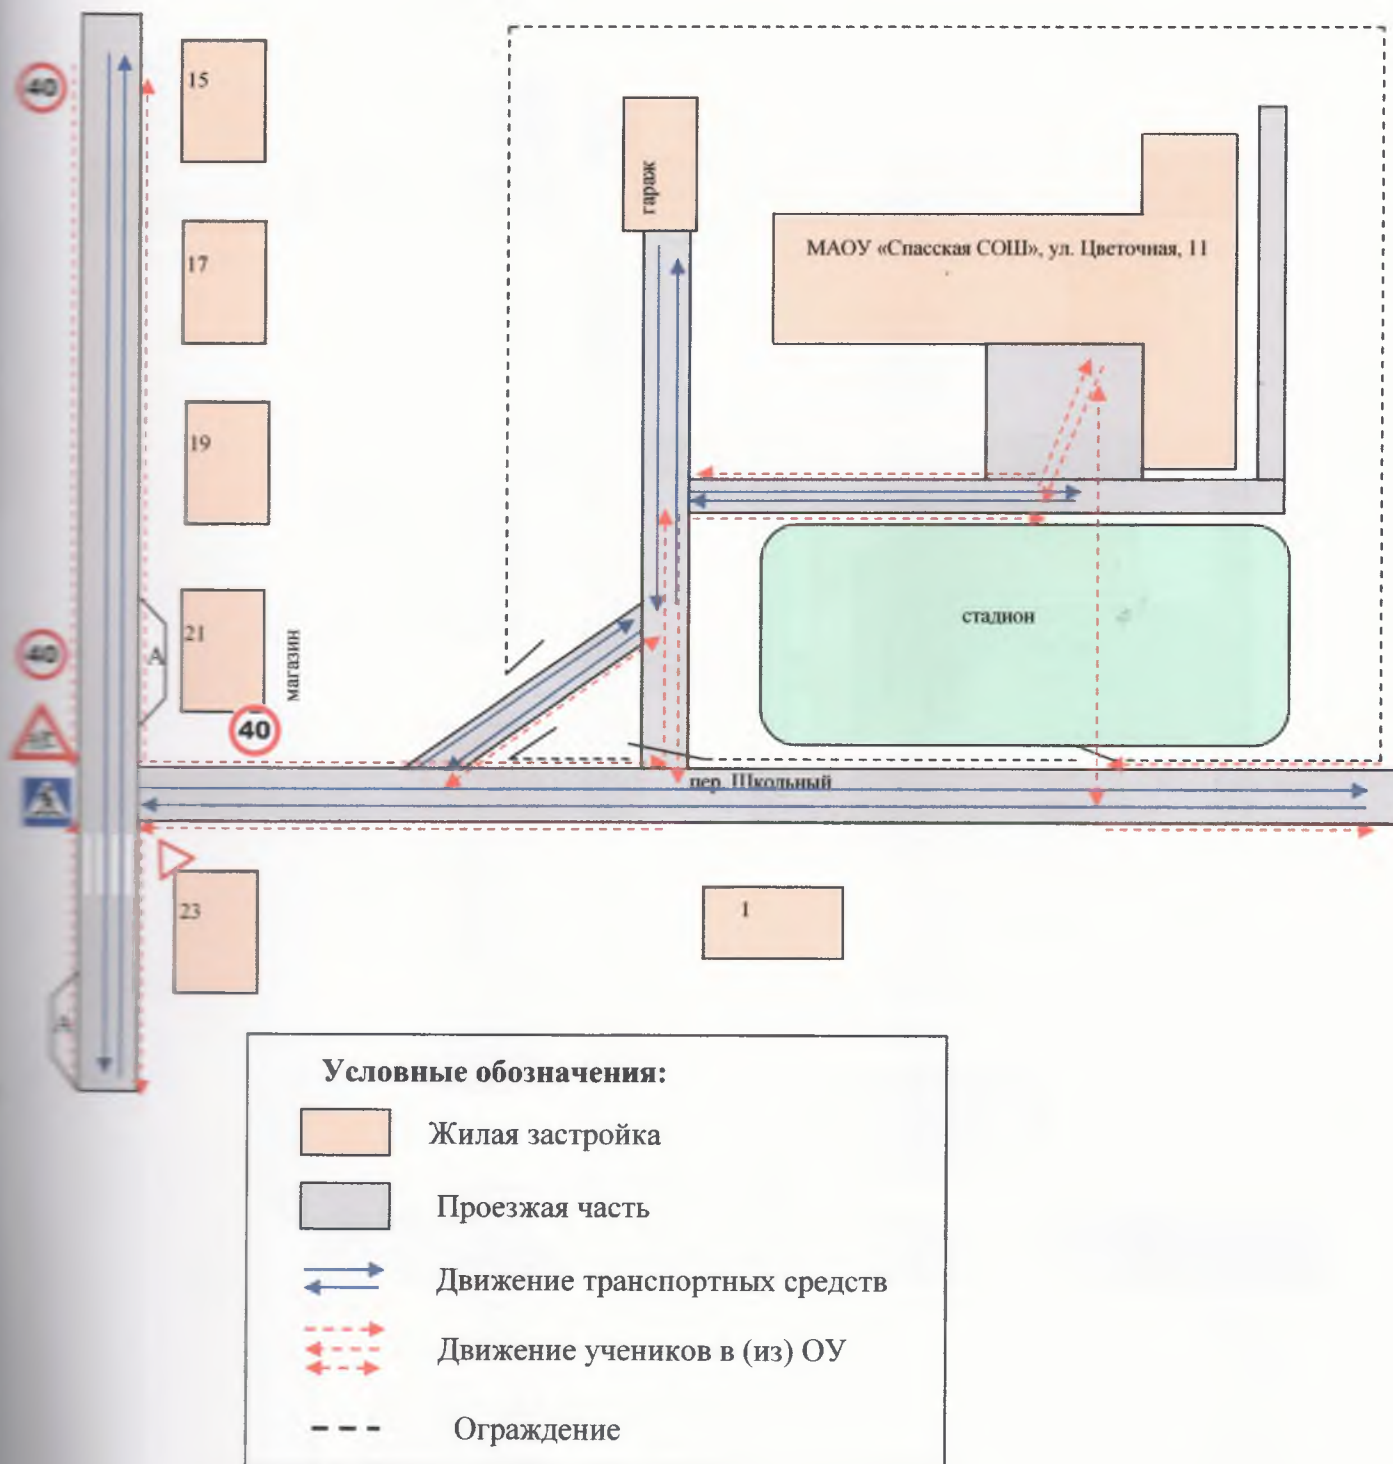 40
15
гараж
МАОУ «Спасская СОШ», ул. Цветочная, 11
17
19
стадион
21
А
магазин
40
40
пер. Школьный
23
1
Условные обозначения:
Жилая застройка
Проезжая часть
Движение транспортных средств
Движение учеников в (из) ОУ
Ограждение